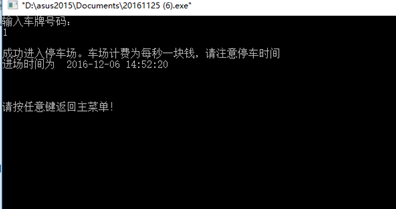 "D:\asus2015\Documents\20161125 (6).exe"
输入车牌号码：
1
成功进入停车场。车场计费为每秒一块钱，请注意停车时间
进场时间为  2016-12-06 14:52:20
请按任意键返回主菜单!